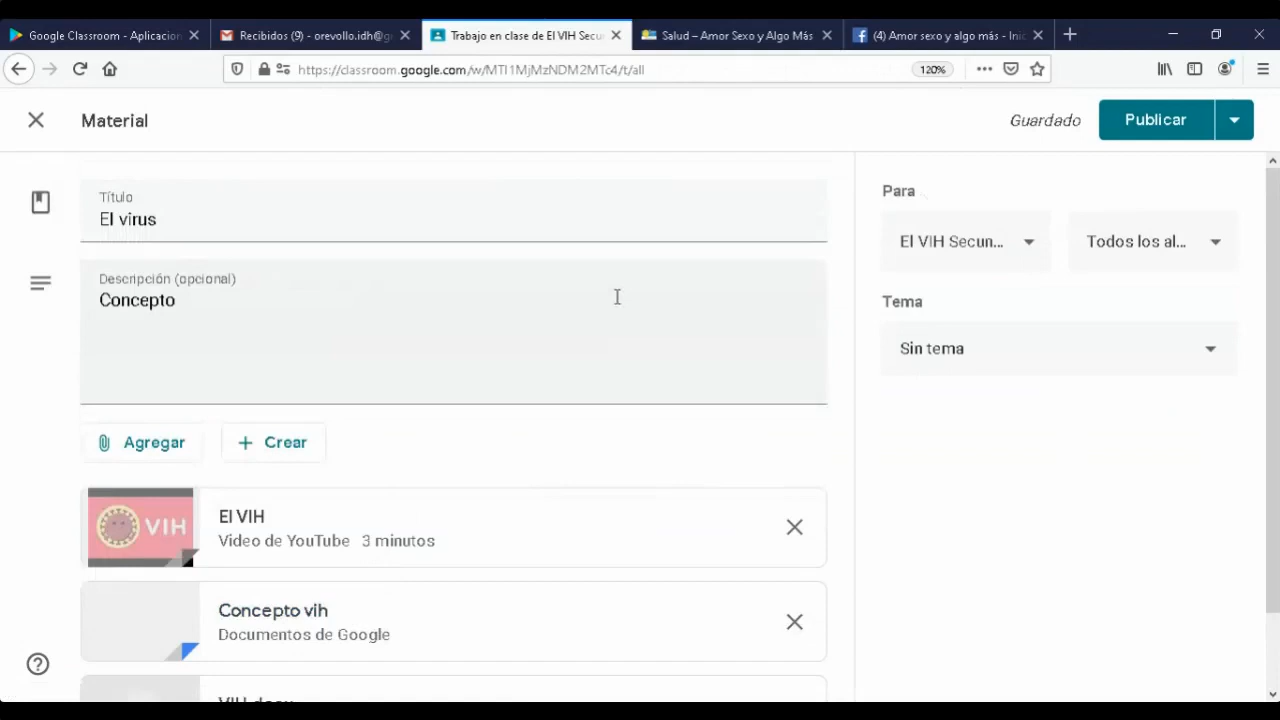 Google Classroom - Aplicacion
Recibidos (9) - orevollo.idh@g
Trabajo en clase de El VIH Secu
Salud – Amor Sexo y Algo Más
(4) Amor sexo y algo más - Inic
https://classroom.google.com/w/MTI1MjMzNDM2MTc4/t/all
120%
Material
Guardado
Publicar
Título
El virus
Descripción (opcional)
Concepto
Agregar
Crear
VIH
El VIH
Video de YouTube 3 minutos
Concepto vih
Documentos de Google
VIH.docx
Para
El VIH Secun...
Todos los al...
Tema
Sin tema